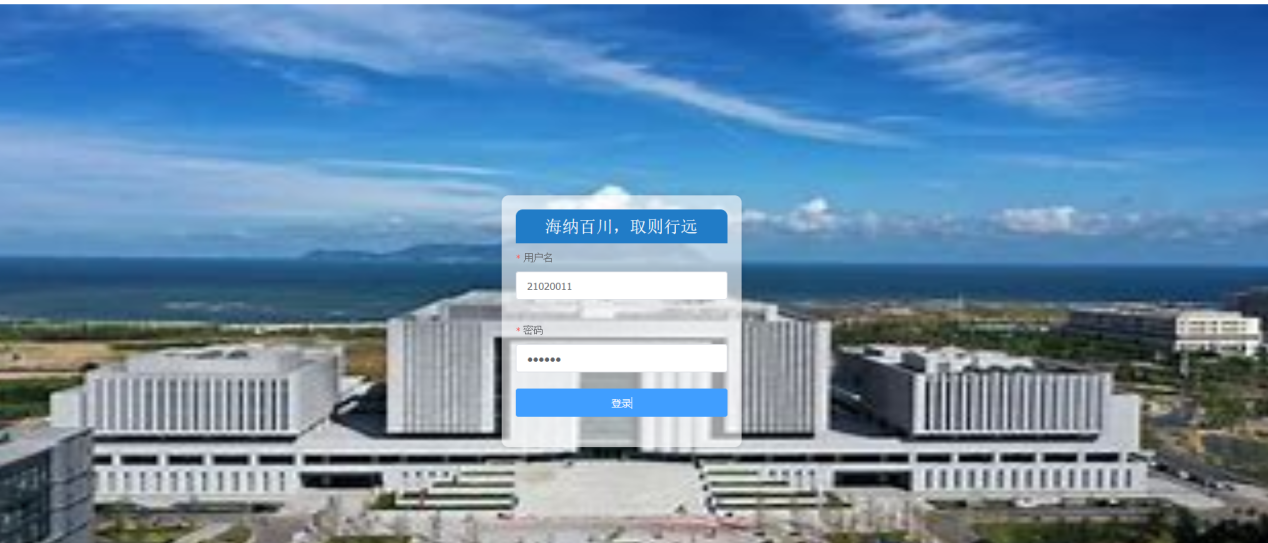 海纳百川，取则行远
* 用户名
21020011
* 密码
••••••
登录